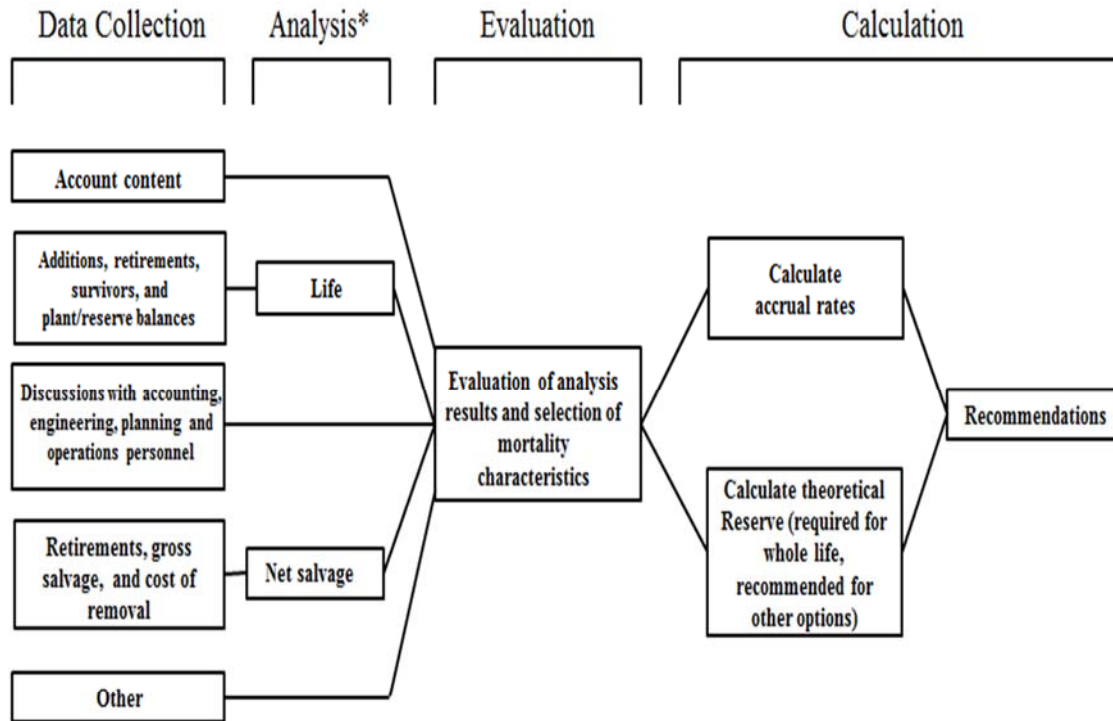 Data Collection
Analysis*
Evaluation
Calculation
Account content
Additions, retirements,
survivors, and
plant/reserve balances
Life
Discussions with accounting,
engineering, planning and
operations personnel
Retirements, gross
salvage, and cost of
removal
Net salvage
Other
Evaluation of analysis
results and selection of
mortality
characteristics
Calculate
accrual rates
Calculate theoretical
Reserve (required for
whole life,
recommended for
other options)
Recommendations